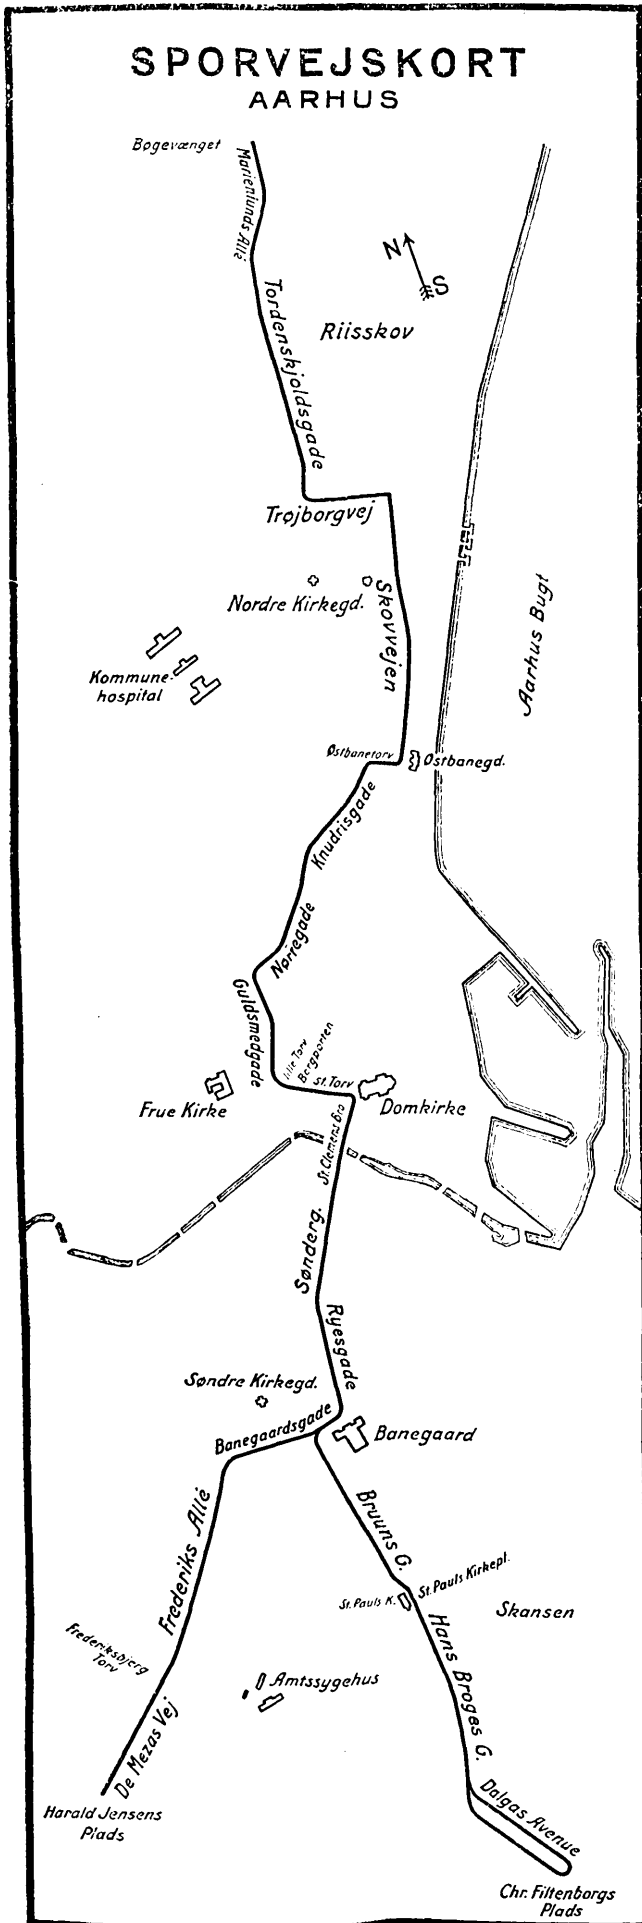 SPORVEJSKORT
AARHUS
Bøgevænget
Marienlunds Allé
N
S
Riisskov
Tordenskjoldsgade
Trøjborgvej
Nordre Kirkegd.
Skovvejen
Aarhus Bugt
Kommune-
hospital
Østbanetorv
Østbanegd.
Knudrisgade
Nørregade
Guldsmedgade
Lille Torv
Borgporten
St. Torv
Frue Kirke
Domkirke
St. Clemens Bro
Sønderg.
Ryesgade
Søndre Kirkegd.
Banegaardsgade
Banegaard
Frederiks Allé
Bruuns G.
St. Pauls K.
St. Pauls Kirkepl.
Skansen
Frederiksbjerg
Torv
Hans Broges G.
Amtssygehus
De Mezas Vej
Harald Jensens
Plads
Dalgas Avenue
Chr. Filtenborgs
Plads